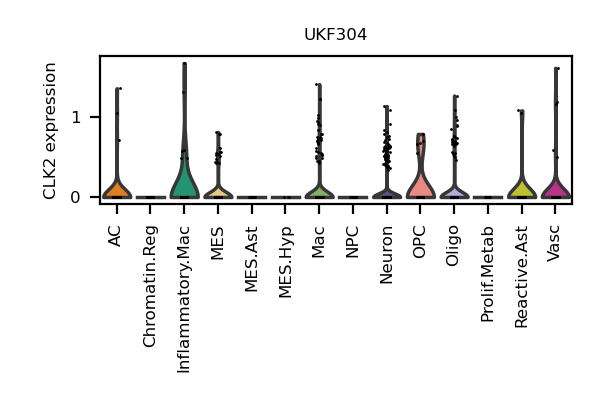 UKF304
CLK2 expression
1
0
AC
Chromatin.Reg
Inflammatory.Mac
MES
MES.Ast
MES.Hyp
Mac
NPC
Neuron
OPC
Oligo
Prolif.Metab
Reactive.Ast
Vasc